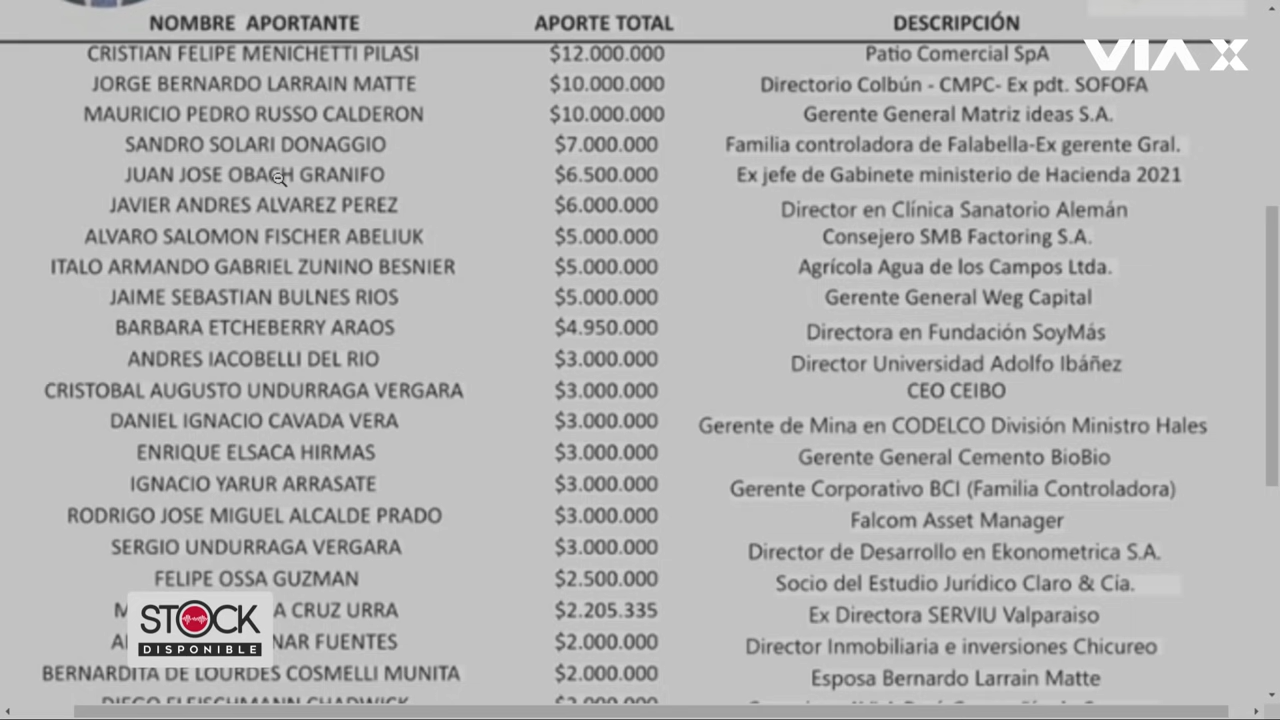 NOMBRE APORTANTE APORTE TOTAL DESCRIPCIÓN
CRISTIAN FELIPE MENICHETTI PILASI $12.000.000 Patio Comercial SpA
VIA X
JORGE BERNARDO LARRAIN MATTE $10.000.000 Directorio Colbún - CMPC- Ex pdt. SOFOFA
MAURICIO PEDRO RUSSO CALDERON $10.000.000 Gerente General Matriz ideas S.A.
SANDRO SOLARI DONAGGIO $7.000.000 Familia controladora de Falabella-Ex gerente Gral.
JUAN JOSE OBACH GRANIFO $6.500.000 Ex jefe de Gabinete ministerio de Hacienda 2021
JAVIER ANDRES ALVAREZ PEREZ $6.000.000 Director en Clínica Sanatorio Alemán
ALVARO SALOMON FISCHER ABELIUK $5.000.000 Consejero SMB Factoring S.A.
ITALO ARMANDO GABRIEL ZUNINO BESNIER $5.000.000 Agrícola Agua de los Campos Ltda.
JAIME SEBASTIAN BULNES RIOS $5.000.000 Gerente General Weg Capital
BARBARA ETCHEBERRY ARAOS $4.950.000 Directora en Fundación SoyMás
ANDRES IACOBELLI DEL RIO $3.000.000 Director Universidad Adolfo Ibáñez
CRISTOBAL AUGUSTO UNDURRAGA VERGARA $3.000.000 CEO CEIBO
DANIEL IGNACIO CAVADA VERA $3.000.000 Gerente de Mina en CODELCO División Ministro Hales
ENRIQUE ELSACA HIRMAS $3.000.000 Gerente General Cemento BioBio
IGNACIO YARUR ARRASATE $3.000.000 Gerente Corporativo BCI (Familia Controladora)
RODRIGO JOSE MIGUEL ALCALDE PRADO $3.000.000 Falcom Asset Manager
SERGIO UNDURRAGA VERGARA $3.000.000 Director de Desarrollo en Ekonometrica S.A.
FELIPE OSSA GUZMAN $2.500.000 Socio del Estudio Jurídico Claro & Cía.
CRUZ URRA $2.205.335 Ex Directora SERVIU Valparaiso
FUENTES $2.000.000 Director Inmobiliaria e inversiones Chicureo
STOCK
DISPONIBLE
BERNARDITA DE LOURDES COSMELLI MUNITA $2.000.000 Esposa Bernardo Larrain Matte
DIEGO FLEISCHMANN CHADWICK $2.000.000